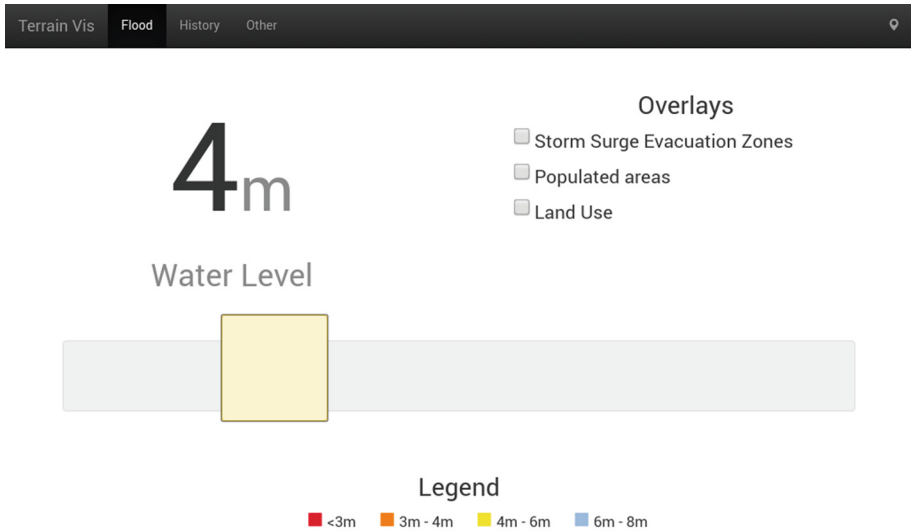 Terrain Vis Flood History Other
4m
Water Level
Overlays
Storm Surge Evacuation Zones
Populated areas
Land Use
Legend
<3m 3m - 4m 4m - 6m 6m - 8m